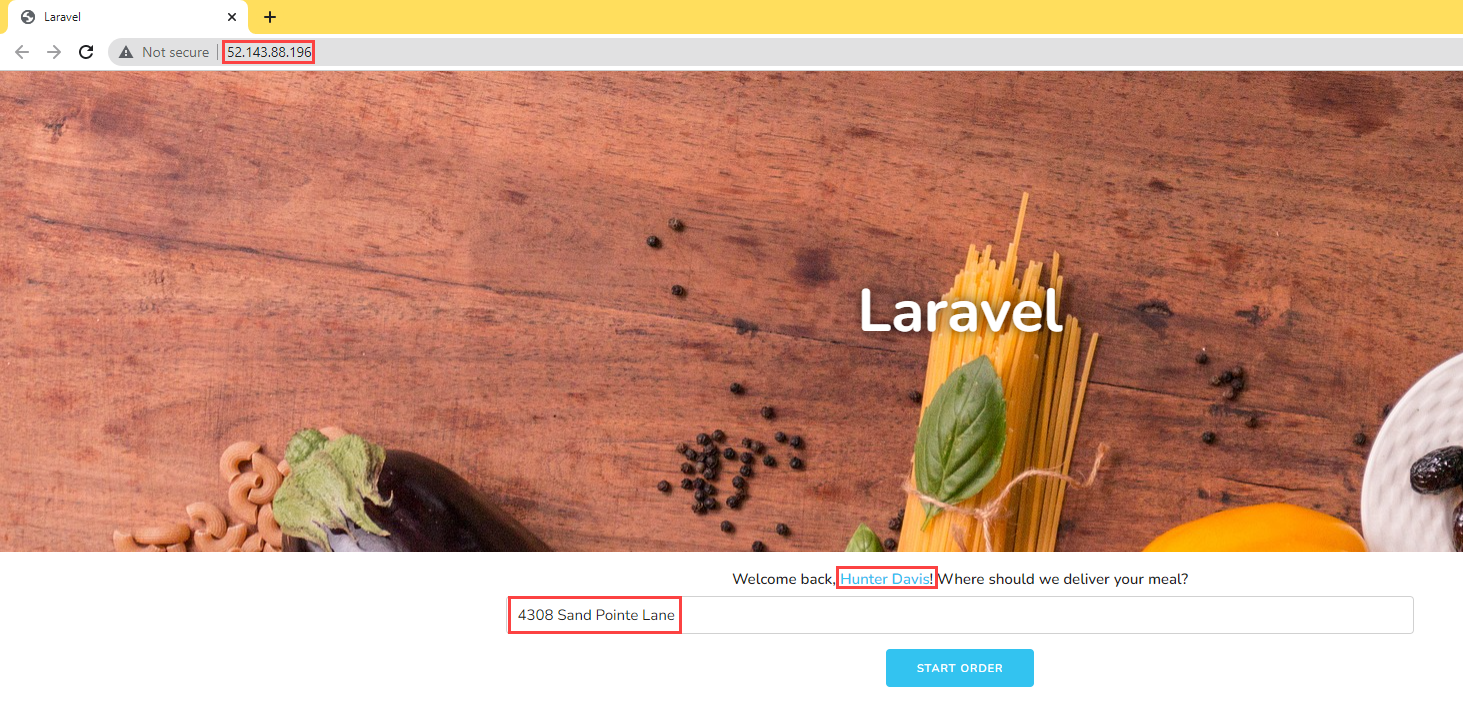 Laravel
Not secure | 52.143.88.196
Laravel
Welcome back, Hunter Davis! Where should we deliver your meal?
4308 Sand Pointe Lane
START ORDER